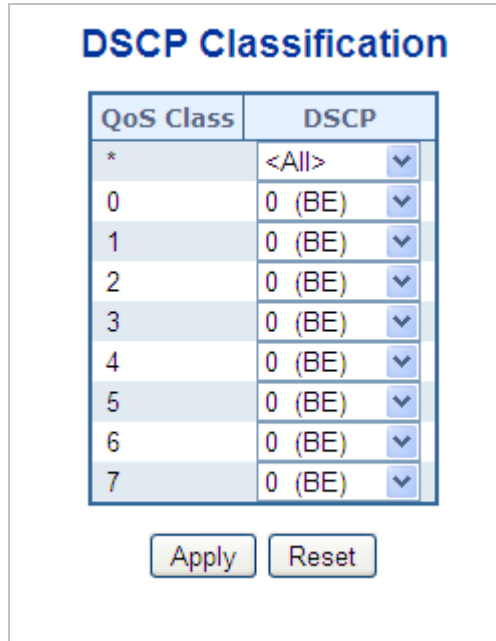 DSCP Classification
QoS Class DSCP
* <All>
0 0 (BE)
1 0 (BE)
2 0 (BE)
3 0 (BE)
4 0 (BE)
5 0 (BE)
6 0 (BE)
7 0 (BE)
Apply Reset